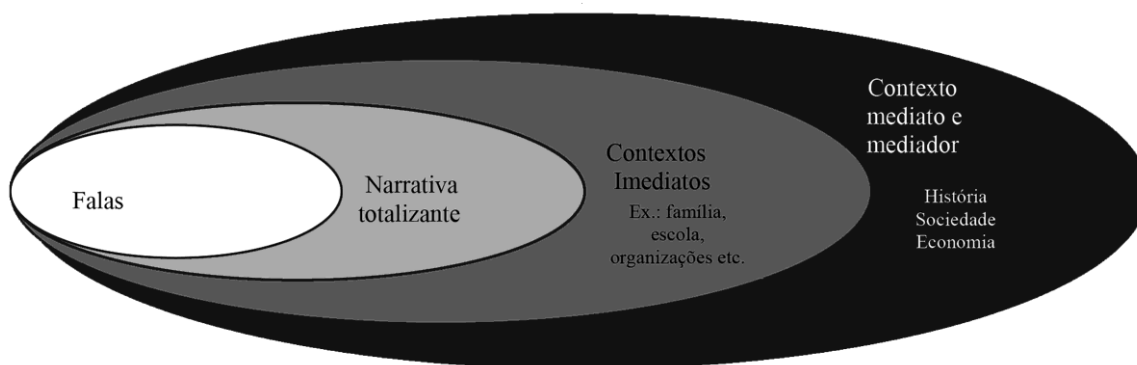 Falas
Narrativa
totalizante
Contextos
Imediatos
Ex.: família,
escola,
organizações etc.
Contexto
mediato e
mediador
História
Sociedade
Economia